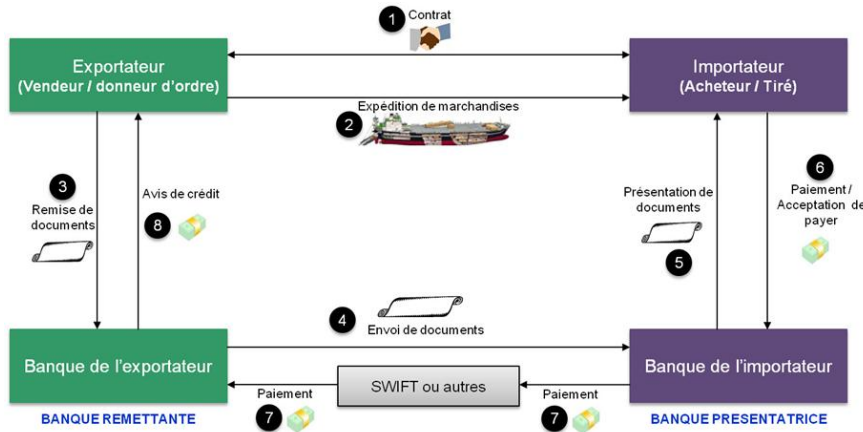 1
Contrat
Exportateur
(Vendeur / donneur d'ordre)
Importateur
(Acheteur / Tiré)
Expédition de marchandises
2
3
Remise de
documents
Avis de crédit
8
Présentation de
documents
5
6
Paiement /
Acceptation de
payer
4
Envoi de documents
Banque de l'exportateur
SWIFT ou autres
Banque de l'importateur
Paiement
7
Paiement
7
BANQUE REMETTANTE
BANQUE PRESENTATRICE